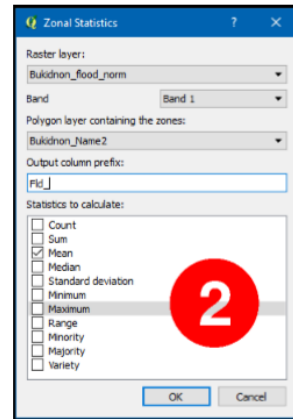 Zonal Statistics ? ×
Raster layer:
Bukidnon_flood_norm
Band Band 1
Polygon layer containing the zones:
Bukidnon_Name2
Output column prefix:
Fld_
Statistics to calculate:
Count
Sum
Mean
Median
Standard deviation
Minimum
Maximum
Range
Minority
Majority
Variety
2
OK Cancel